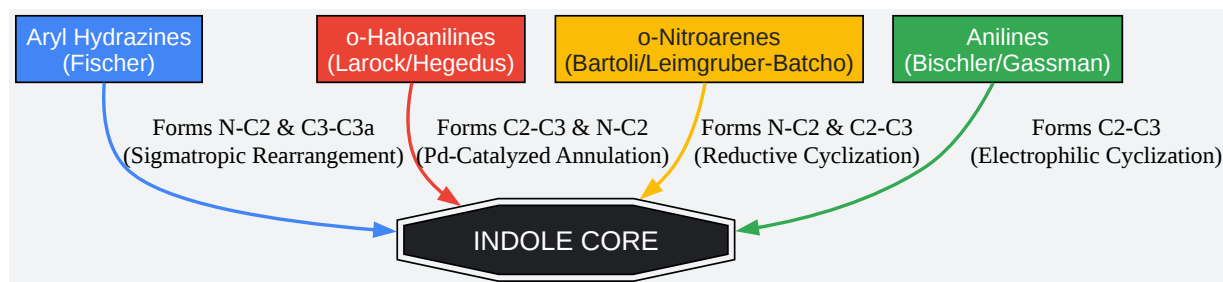 Aryl Hydrazines
(Fischer)
o-Haloanilines
(Larock/Hegedus)
o-Nitroarenes
(Bartoli/Leimgruber-Batcho)
Anilines
(Bischler/Gassman)
Forms N-C2 & C3-C3a
(Sigmatropic Rearrangement)
Forms C2-C3 & N-C2
(Pd-Catalyzed Annulation)
Forms N-C2 & C2-C3
(Reductive Cyclization)
Forms C2-C3
(Electrophilic Cyclization)
INDOLE CORE